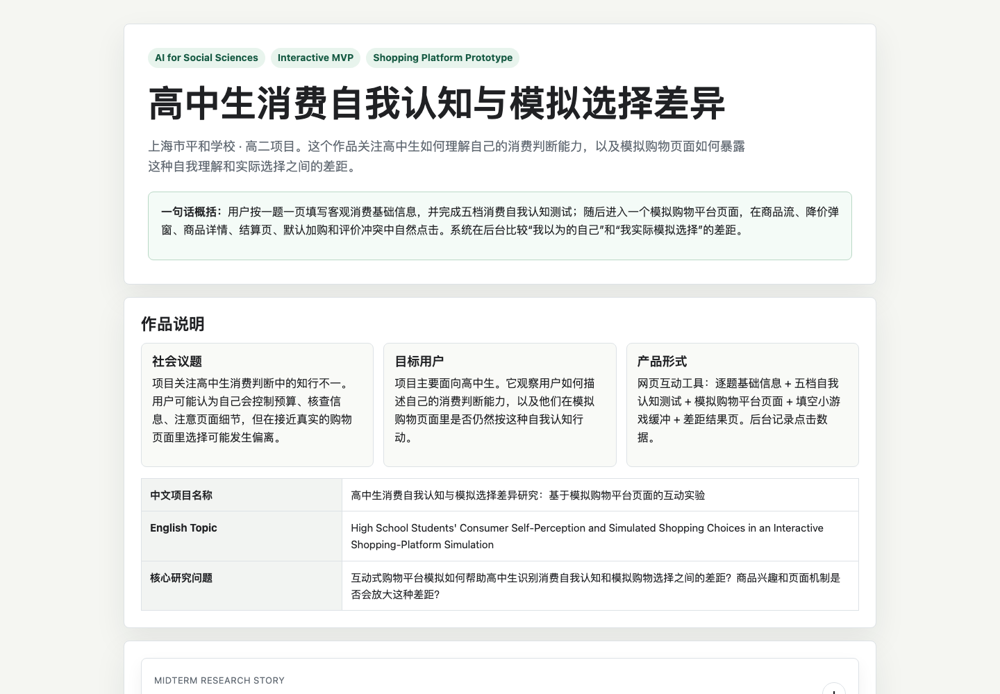 AI for Social Sciences
Interactive MVP
Shopping Platform Prototype
高中生消费自我认知与模拟选择差异
上海市平和学校 · 高二项目。这个作品关注高中生如何理解自己的消费判断能力，以及模拟购物页面如何暴露
这种自我理解和实际选择之间的差距。
一句话概括：用户按一题一页填写客观消费基础信息，并完成五档消费自我认知测试；随后进入一个模拟购物平台页面，在商品流、降价弹
窗、商品详情、结算页、默认加购和评价冲突中自然点击。系统在后台比较“我以为的自己”和“我实际模拟选择”的差距。
作品说明
社会议题
项目关注高中生消费判断中的知行不一。
用户可能认为自己会控制预算、核查信
息、注意页面细节，但在接近真实的购物
页面里选择可能发生偏离。
目标用户
项目主要面向高中生。它观察用户如何描
述自己的消费判断能力，以及他们在模拟
购物页面里是否仍然按这种自我认知行
动。
产品形式
网页互动工具：逐题基础信息 + 五档自我
认知测试 + 模拟购物平台页面 + 填空小游
戏缓冲 + 差距结果页。后台记录点击数
据。
中文项目名称
高中生消费自我认知与模拟选择差异研究：基于模拟购物平台页面的互动实验
English Topic
High School Students' Consumer Self-Perception and Simulated Shopping Choices in an Interactive
Shopping-Platform Simulation
核心研究问题
互动式购物平台模拟如何帮助高中生识别消费自我认知和模拟购物选择之间的差距？商品兴趣和页面机制是
否会放大这种差距？
MIDTERM RESEARCH STORY